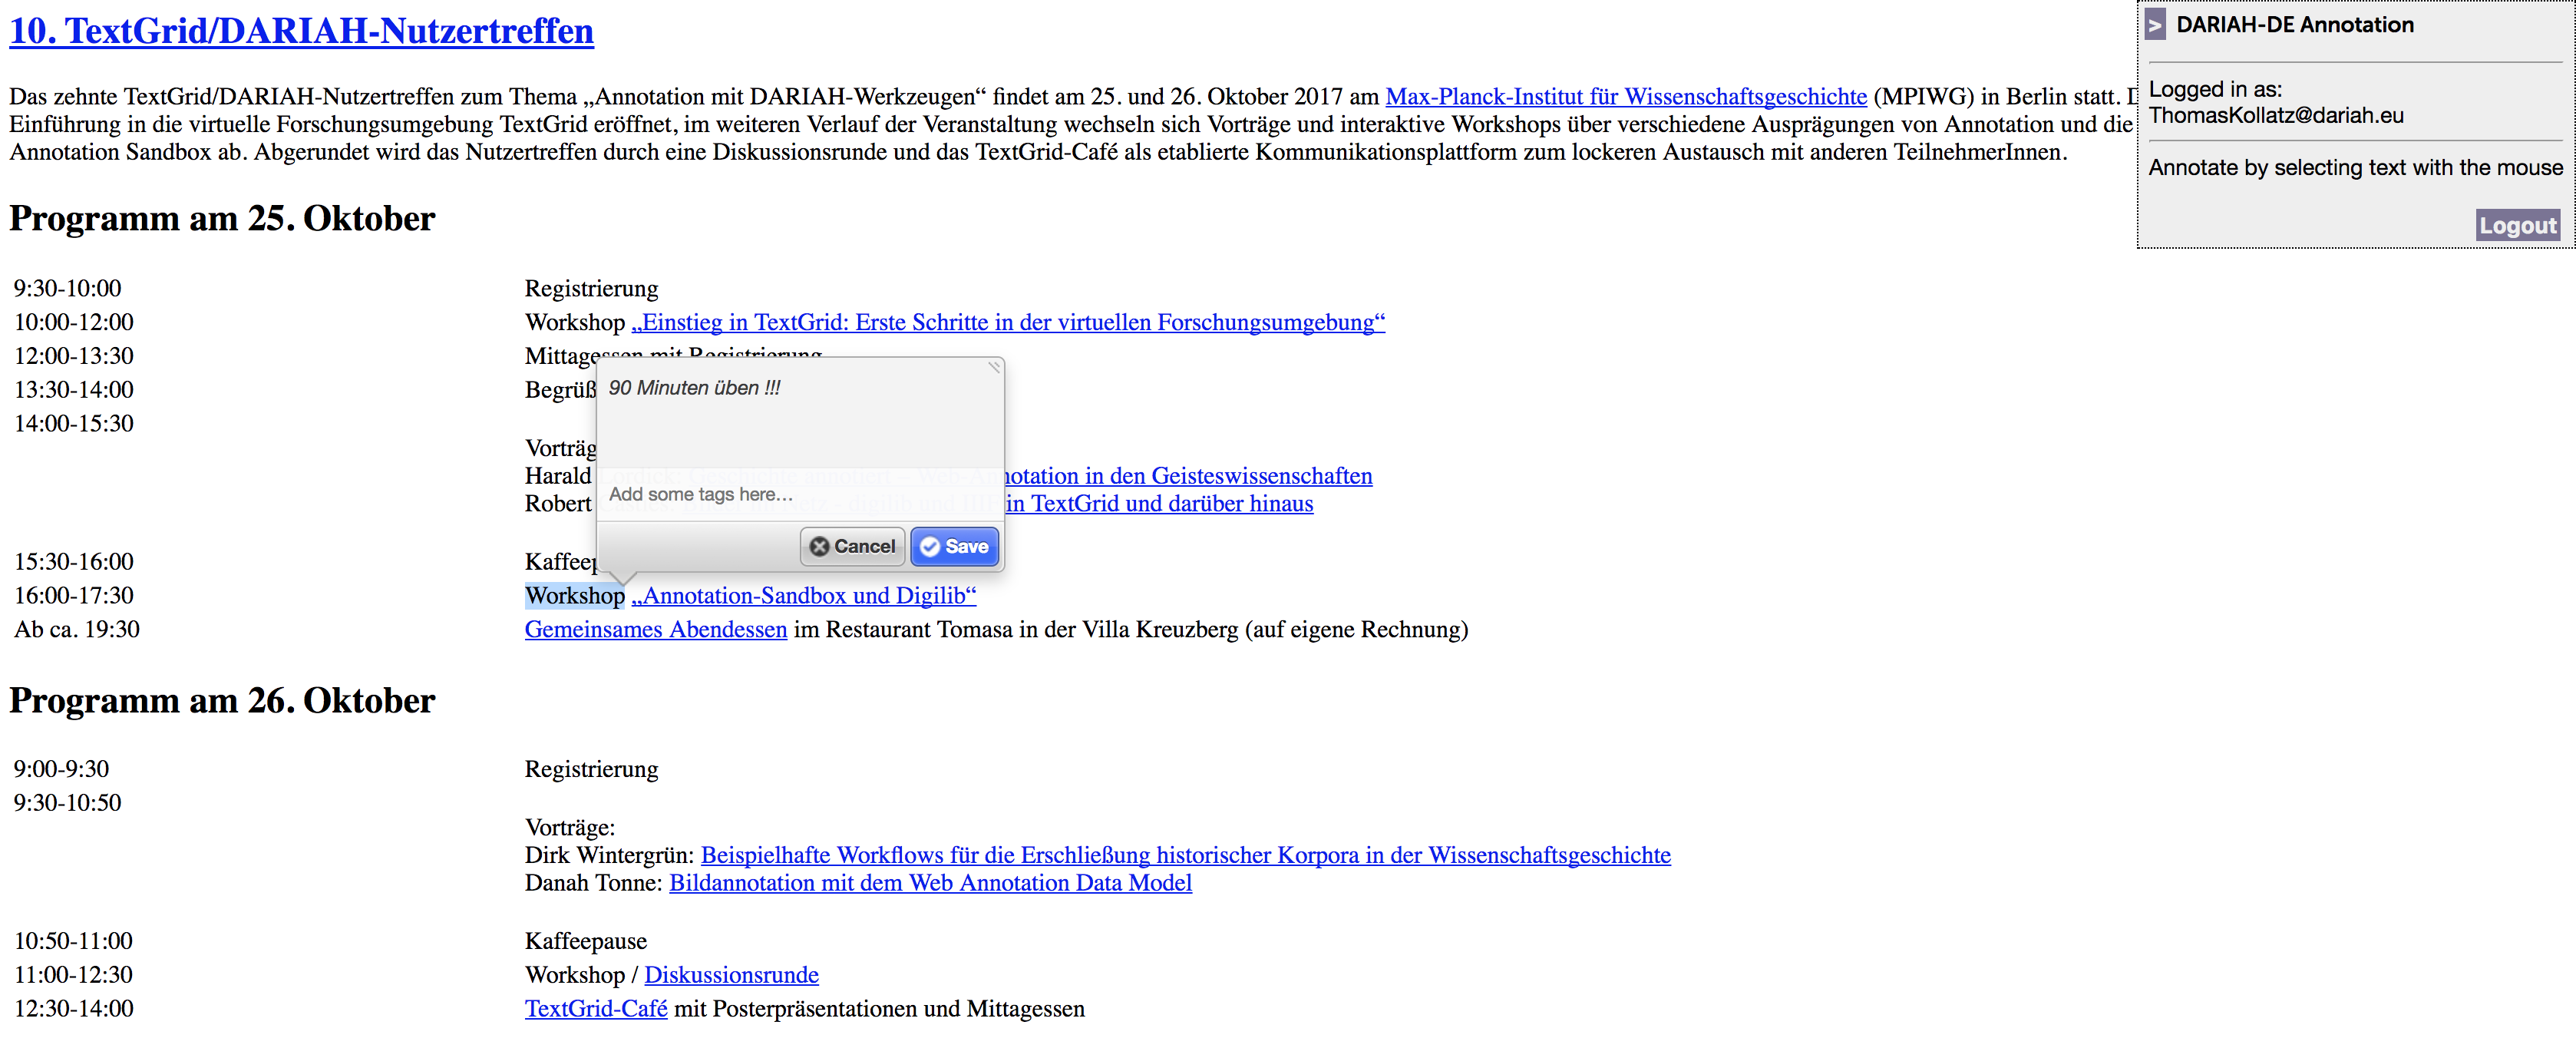 10. TextGrid/DARIAH-Nutzertreffen
Das zehnte TextGrid/DARIAH-Nutzertreffen zum Thema „Annotation mit DARIAH-Werkzeugen“ findet am 25. und 26. Oktober 2017 am Max-Planck-Institut für Wissenschaftsgeschichte (MPIWG) in Berlin statt.
Einführung in die virtuelle Forschungsumgebung TextGrid eröffnet, im weiteren Verlauf der Veranstaltung wechseln sich Vorträge und interaktive Workshops über verschiedene Ausprägungen von Annotation und die
Annotation Sandbox ab. Abgerundet wird das Nutzertreffen durch eine Diskussionsrunde und das TextGrid-Café als etablierte Kommunikationsplattform zum lockeren Austausch mit anderen TeilnehmerInnen.
> DARIAH-DE Annotation
Logged in as:
ThomasKollatz@dariah.eu
Annotate by selecting text with the mouse
Logout
Programm am 25. Oktober
9:30-10:00 Registrierung
10:00-12:00 Workshop „Einstieg in TextGrid: Erste Schritte in der virtuellen Forschungsumgebung“
12:00-13:30 Mittagessen mit Registrierung
13:30-14:00 Begrüß
14:00-15:30
Vorträg
Harald Lordick: Geschichte annotiert – Web-Annotation in den Geisteswissenschaften
Robert in TextGrid und darüber hinaus
90 Minuten üben !!!
Add some tags here…
Cancel Save
15:30-16:00 Kaffeep
16:00-17:30 Workshop „Annotation-Sandbox und Digilib“
Ab ca. 19:30 Gemeinsames Abendessen im Restaurant Tomasa in der Villa Kreuzberg (auf eigene Rechnung)
Programm am 26. Oktober
9:00-9:30 Registrierung
9:30-10:50
Vorträge:
Dirk Wintergrün: Beispielhafte Workflows für die Erschließung historischer Korpora in der Wissenschaftsgeschichte
Danah Tonne: Bildannotation mit dem Web Annotation Data Model
10:50-11:00 Kaffeepause
11:00-12:30 Workshop / Diskussionsrunde
12:30-14:00 TextGrid-Café mit Posterpräsentationen und Mittagessen